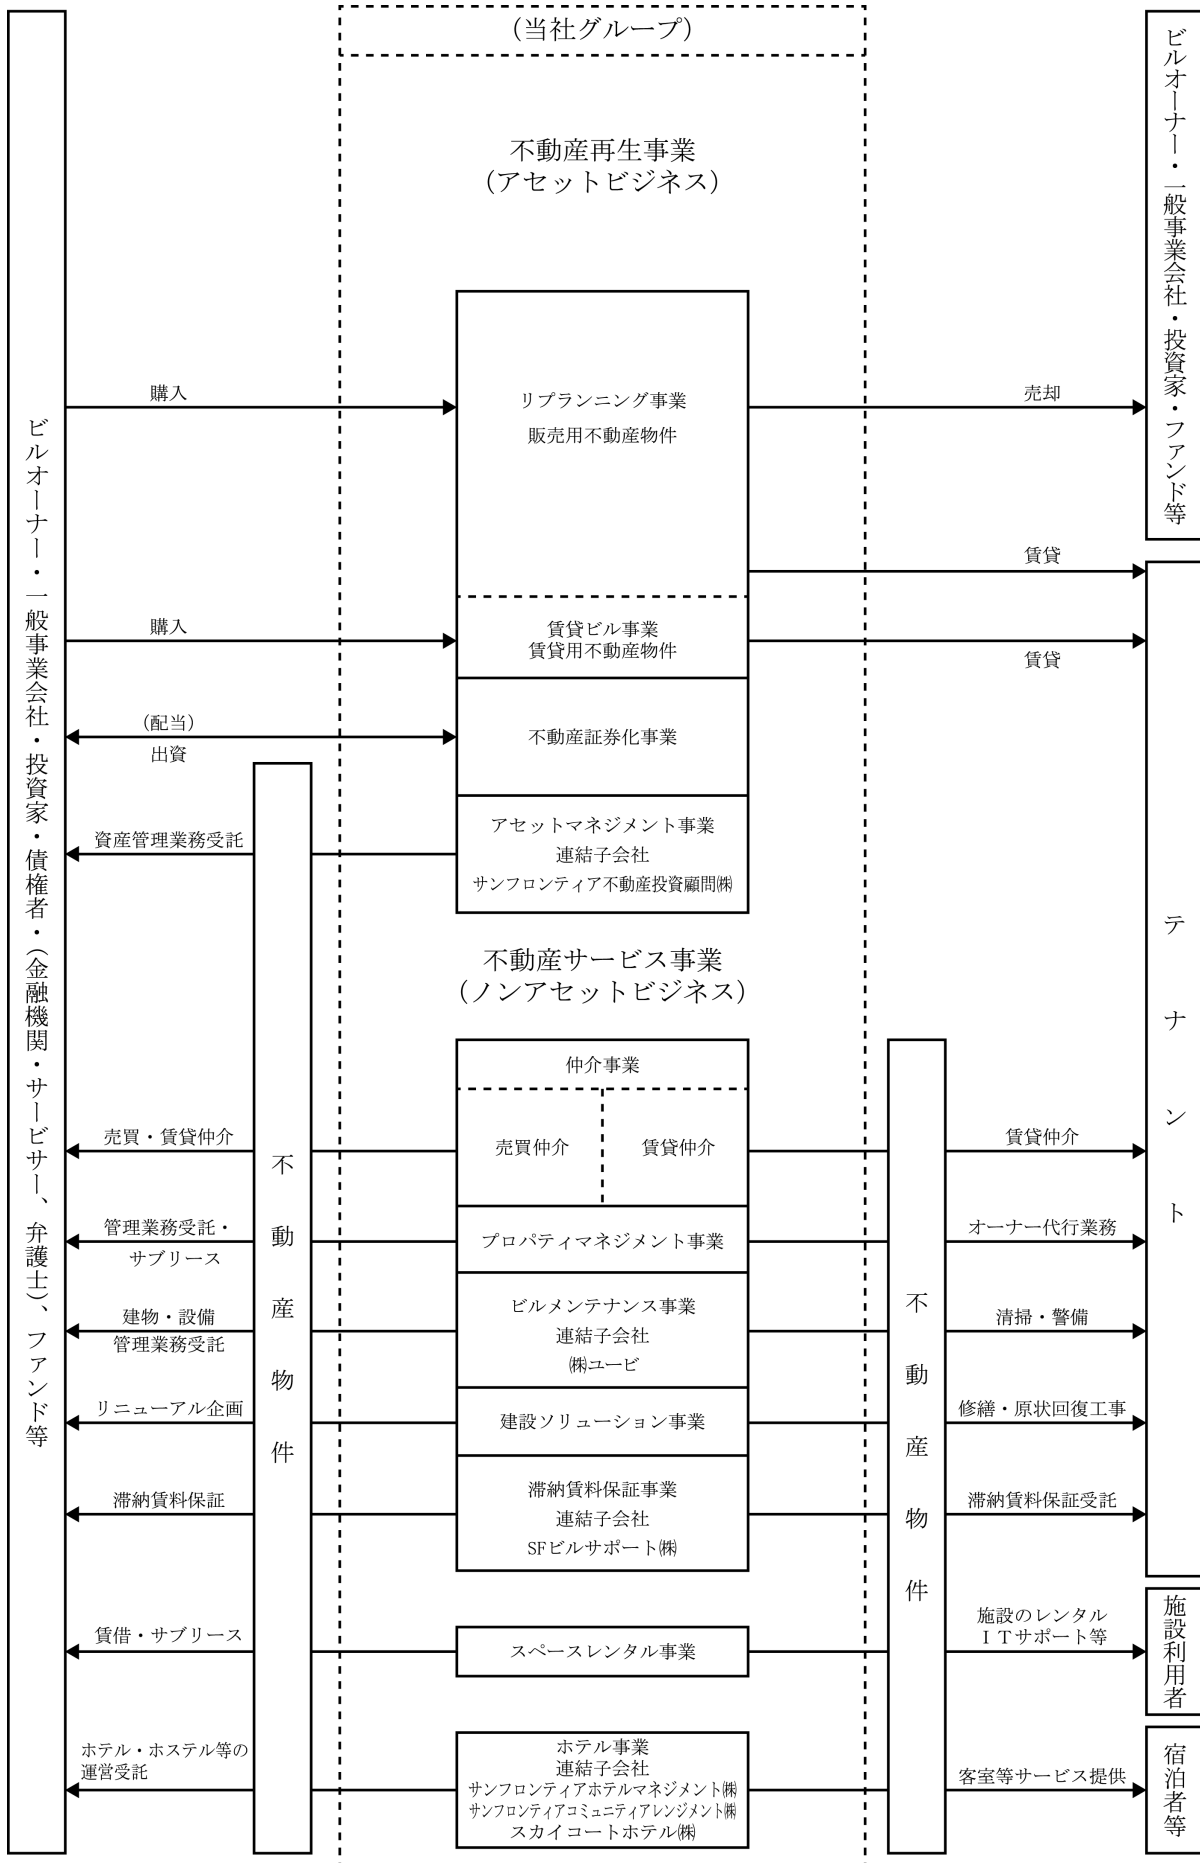 （当社グループ）
ビルオーナー・一般事業会社・投資家・債権者・（金融機関・サービサー、弁護士）、ファンド等
ビルオーナー・一般事業会社・投資家・ファンド等
不動産再生事業
（アセットビジネス）
購入
リプランニング事業
販売用不動産物件
売却
賃貸
購入
賃貸ビル事業
賃貸用不動産物件
賃貸
テナント
（配当）
出資
不動産証券化事業
資産管理業務受託
アセットマネジメント事業
連結子会社
サンフロンティア不動産投資顧問㈱
不動産サービス事業
（ノンアセットビジネス）
不動産物件
不動産物件
仲介事業
売買・賃貸仲介
売買仲介
賃貸仲介
賃貸仲介
管理業務受託・
サブリース
プロパティマネジメント事業
オーナー代行業務
建物・設備
管理業務受託
ビルメンテナンス事業
連結子会社
㈱ユービ
清掃・警備
リニューアル企画
建設ソリューション事業
修繕・原状回復工事
滞納賃料保証
滞納賃料保証事業
連結子会社
SFビルサポート㈱
滞納賃料保証受託
賃借・サブリース
スペースレンタル事業
施設のレンタル
ＩＴサポート等
施設利用者
ホテル・ホステル等の
運営受託
ホテル事業
連結子会社
サンフロンティアホテルマネジメント㈱
サンフロンティアコミュニティアレンジメント㈱
スカイコートホテル㈱
客室等サービス提供
宿泊者等